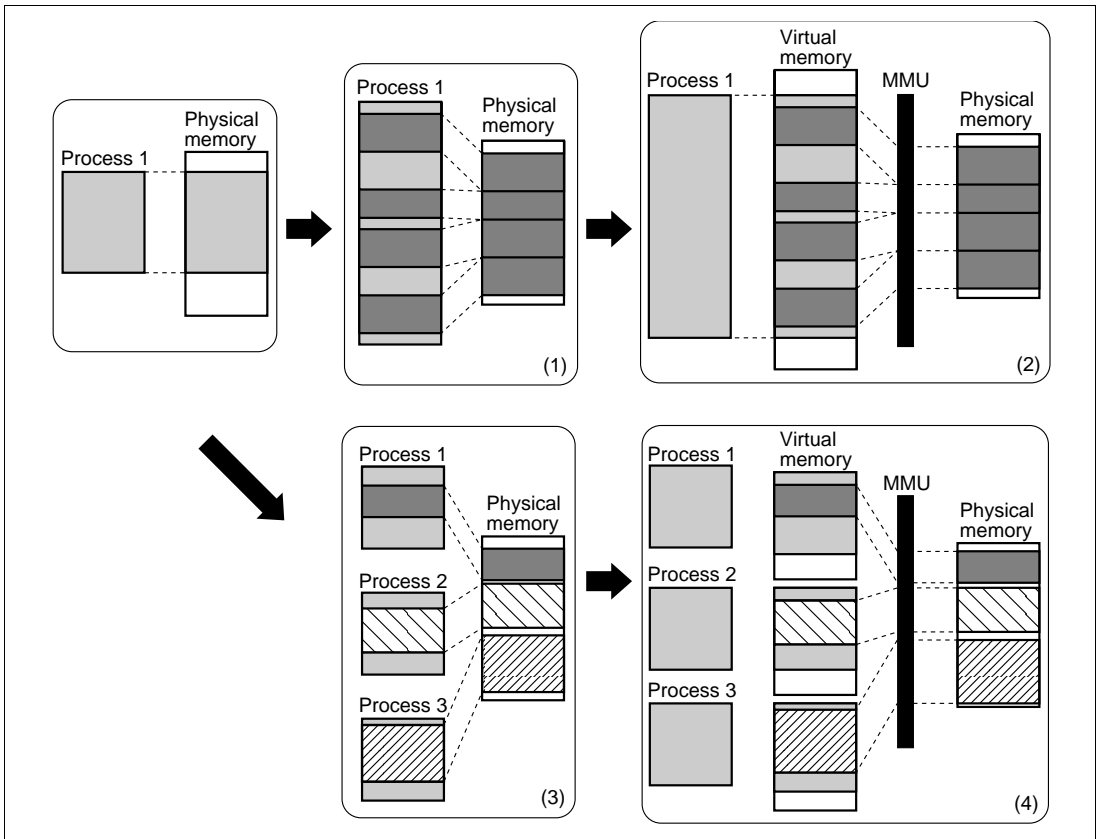 Process 1
Physical
memory
Process 1
Physical
memory
(1)
Process 1
Virtual
memory
MMU
Physical
memory
(2)
Process 1
Process 2
Process 3
Physical
memory
(3)
Process 1
Process 2
Process 3
Virtual
memory
MMU
Physical
memory
(4)